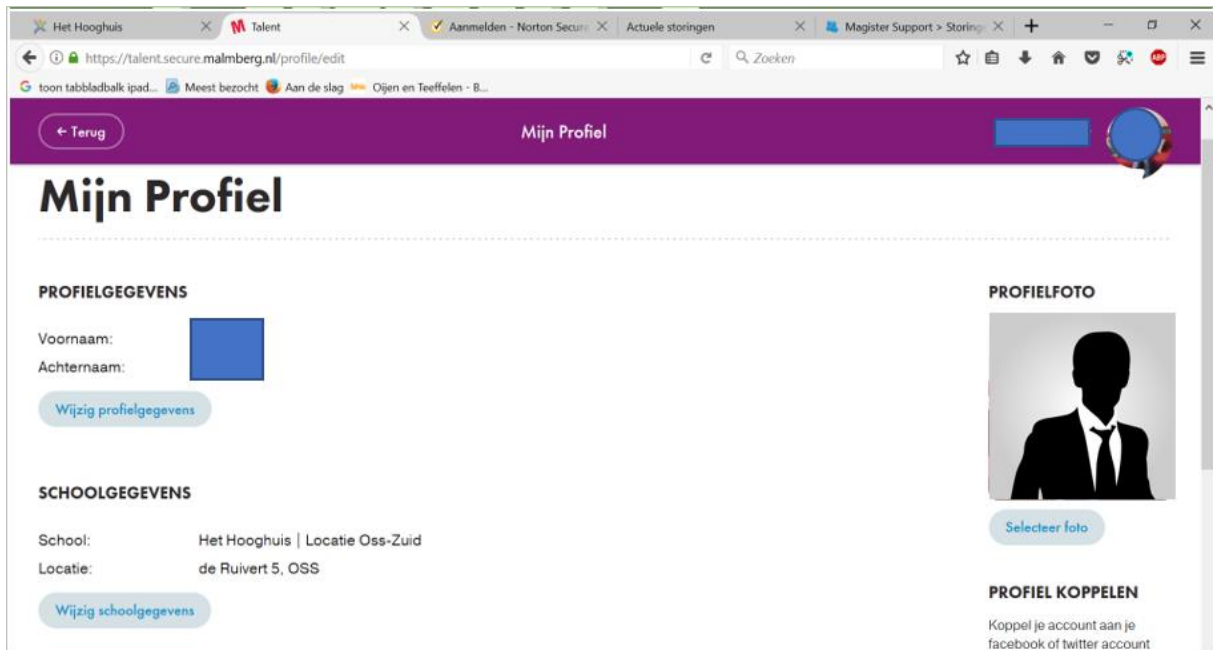 Het Hooghuis
Talent
Aanmelden - Norton Secure
Actuele storingen
Magister Support > Storing
https://talent.secure.malmberg.nl/profile/edit
Zoeken
ABP
toon tabbladbalk ipad...
Meest bezocht
Aan de slag
Oijen en Teeffelen - B...
← Terug
Mijn Profiel
Mijn Profiel
PROFIELGEGEVENS
Voornaam:
Achternaam:
Wijzig profielgegevens
SCHOOLGEGEVENS
School: Het Hooghuis | Locatie Oss-Zuid
Locatie: de Ruivert 5, OSS
Wijzig schoolgegevens
PROFIELFOTO
Selecteer foto
PROFIEL KOPPELEN
Koppel je account aan je
facebook of twitter account